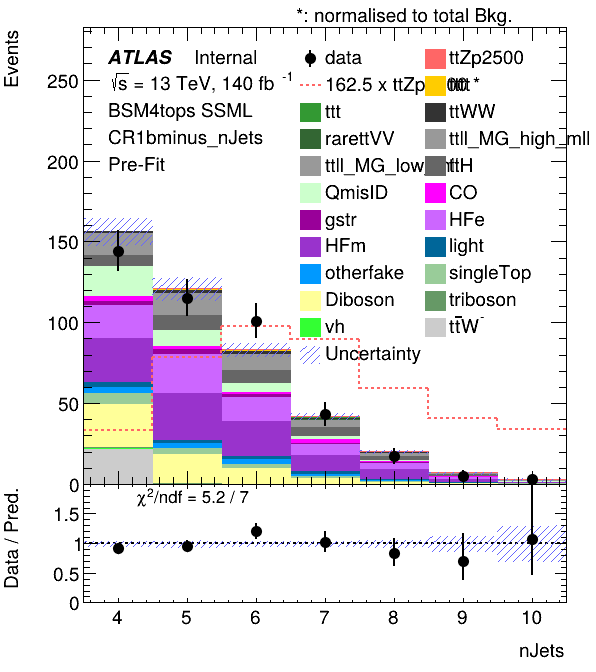 *: normalised to total Bkg.
Events
ATLAS Internal
√s = 13 TeV, 140 fb -1
BSM4tops SSML
CR1bminus_nJets
Pre-Fit
data
ttZp2500
162.5 x ttZp
*
ttt
ttWW
rarettVV
ttll_MG_high_mll
ttll_MG_low_
ttH
QmisID
CO
gstr
HFe
HFm
light
otherfake
singleTop
Diboson
triboson
vh
tt̄W
Uncertainty
250
200
150
100
50
0
χ²/ndf = 5.2 / 7
Data / Pred.
1.5
1
0.5
0
4 5 6 7 8 9 10
nJets